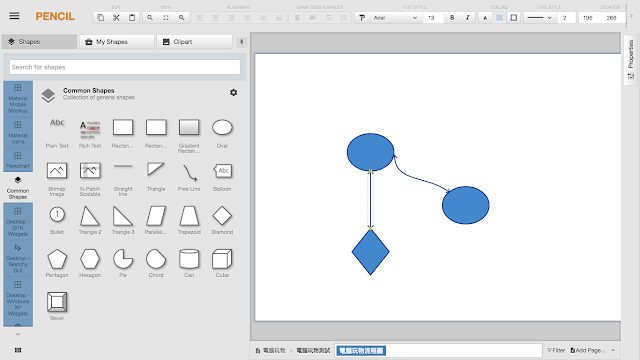 PENCIL
EDIT
ZOOM
ALIGNMENT
SHAPE SIZES & SPACES
TEXT STYLE
COLORS
LINE STYLE
LOCATION
Arial
13
B
I
A
2
196
266
Shapes
My Shapes
Clipart
Properties
Search for shapes
Material Mobile Mockup
Material Icons
Flowchart
Common Shapes
Desktop - GTK Widgets
Desktop - Sketchy GUI
Desktop - Windows XP Widgets
Common Shapes
Collection of general shapes
Abc
Plain Text
Rich Text
Rectan...
Rectan...
Gradient Rectan...
Oval
Bitmap Image
N-Patch Scalable
Straight line
Triangle
Free Line
Abc
Balloon
1
Bullet
Triangle 2
Triangle 3
Parallel...
Trapezoid
Diamond
Pentagon
Hexagon
Pie
Chord
Can
Cube
Bevel
電腦玩物
電腦玩物測試
電腦玩物流程圖
Filter
Add Page...